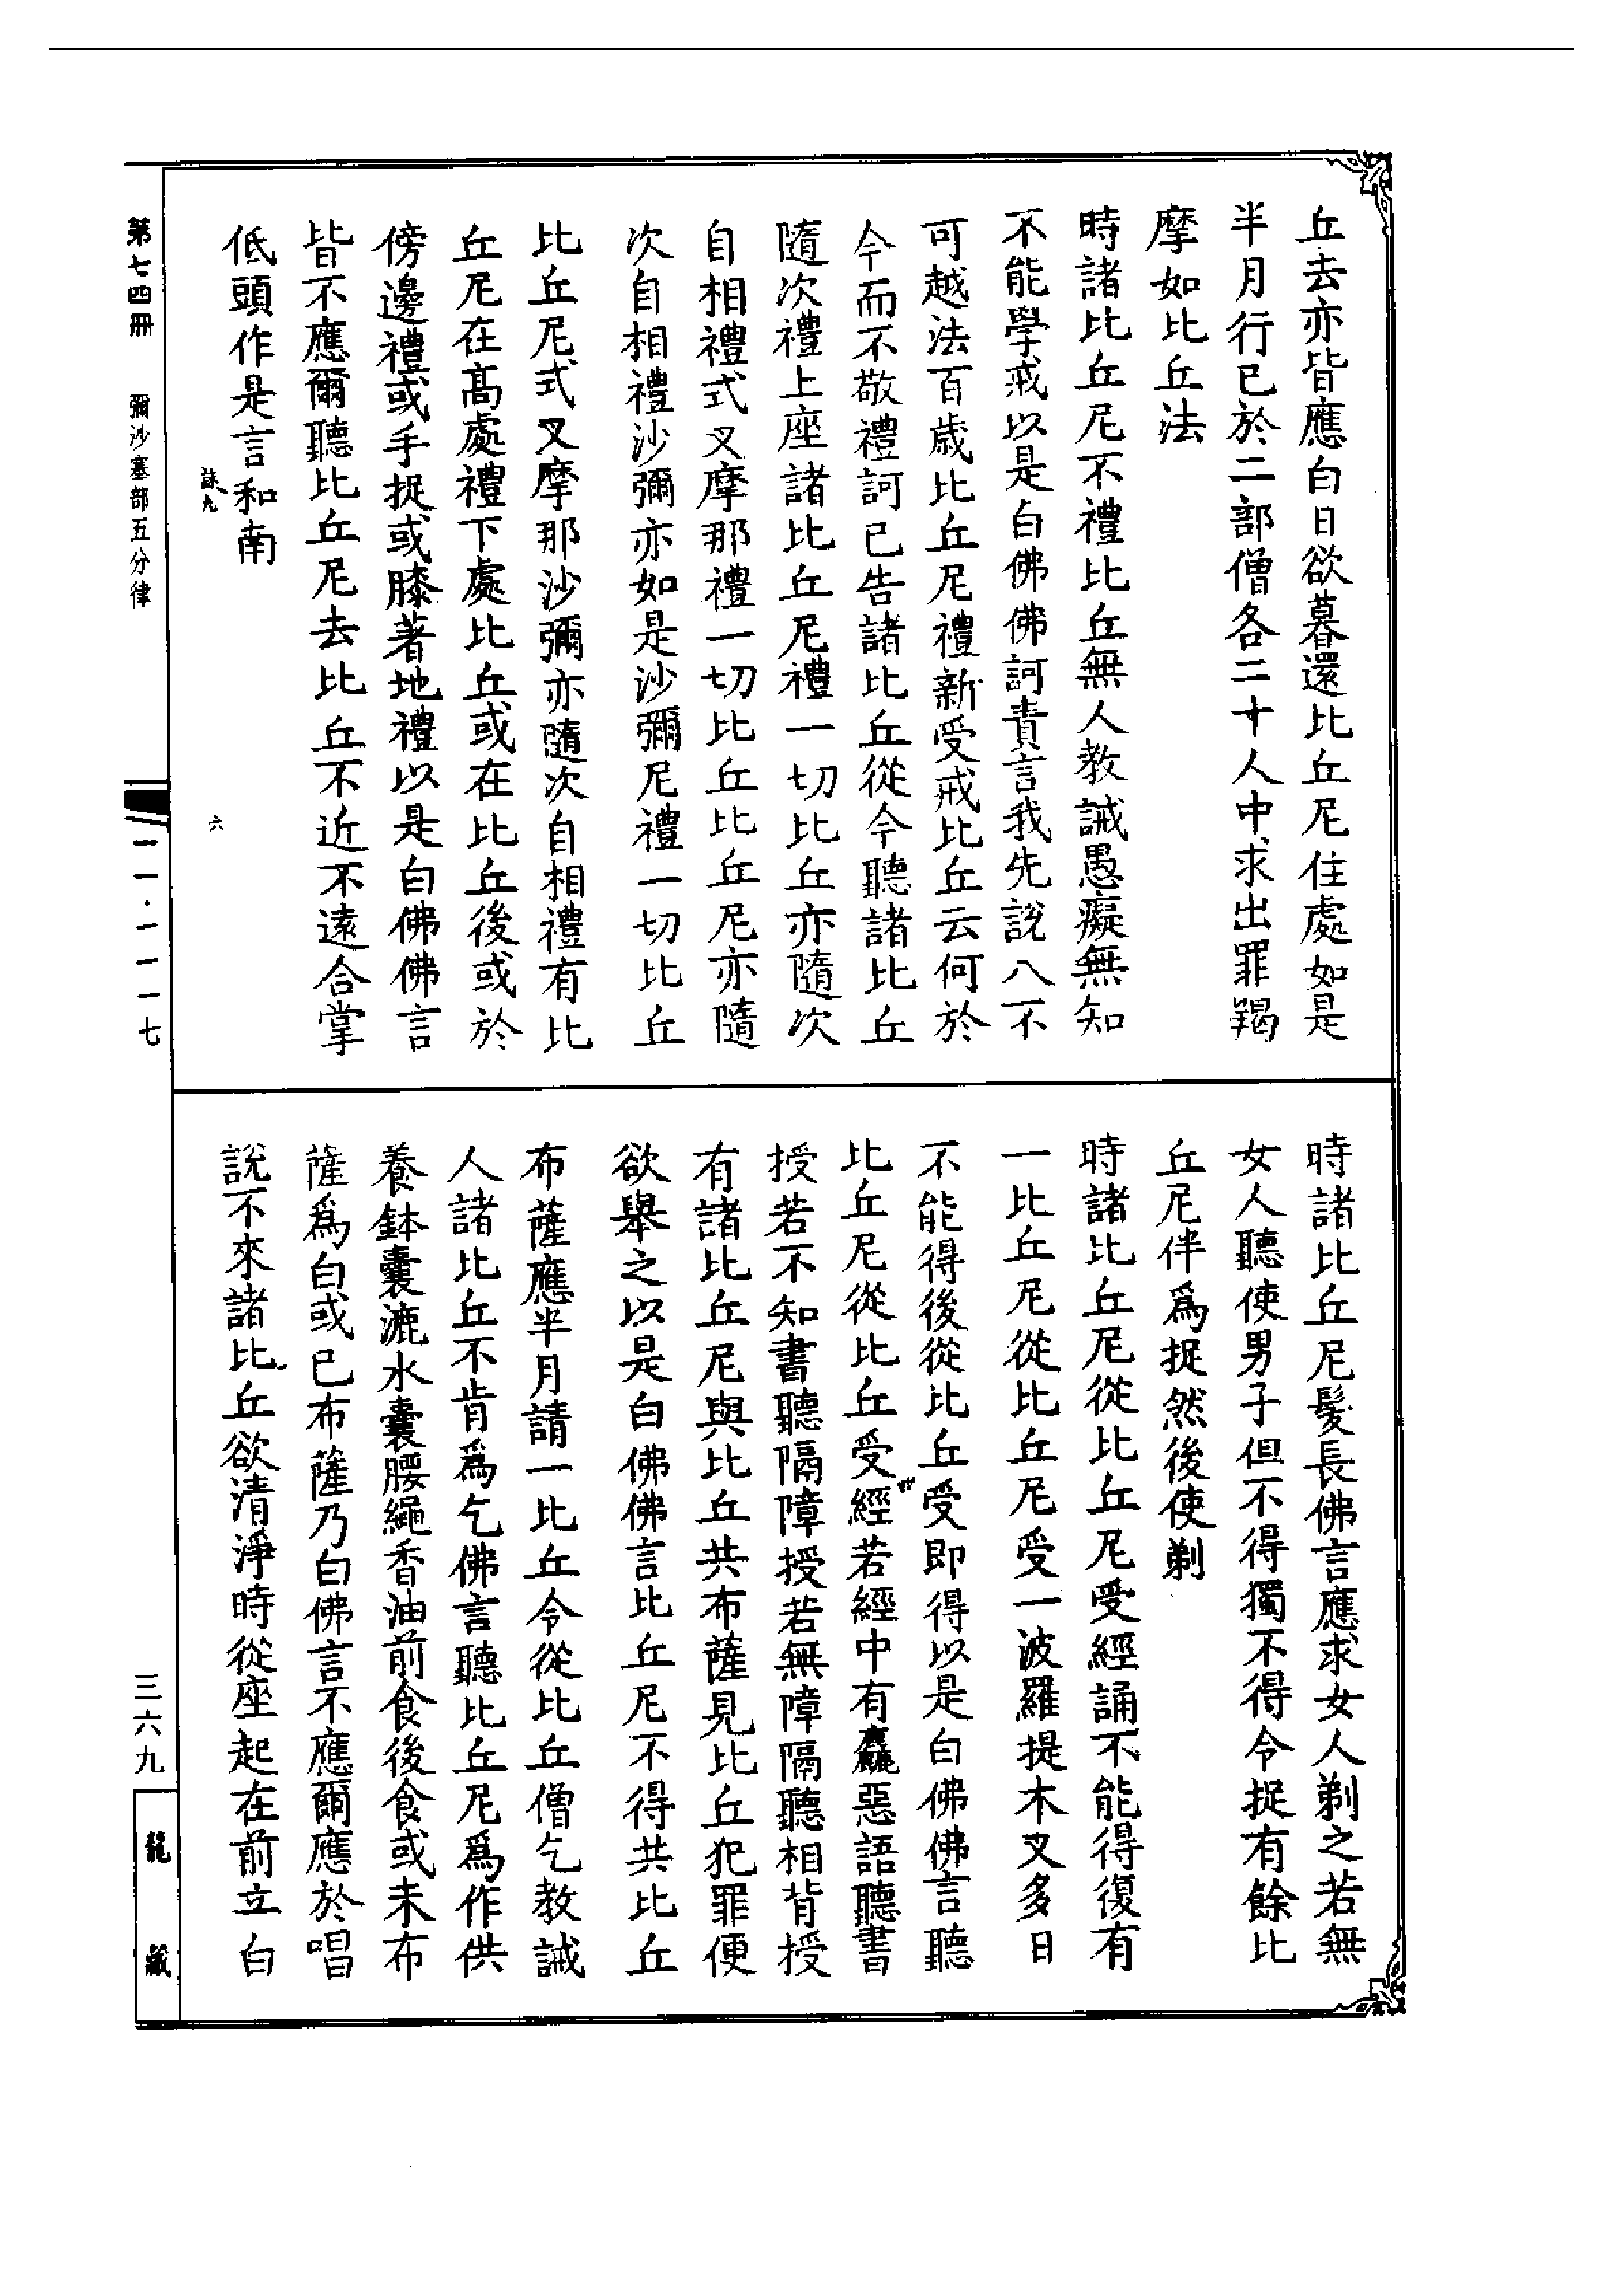 丘去亦皆應白日欲暮還比丘尼住處如是
半月行已於二部僧各二十人中求出罪羯
摩如比丘法
時諸比丘尼不禮比丘無人教誡愚癡無知
不能學戒以是白佛佛訶責言我先說八不
可越法百歲比丘尼禮新受戒比丘云何於
今而不敬禮訶已告諸比丘從今聽諸比丘
隨次禮上座諸比丘尼禮一切比丘亦隨次
自相禮式叉摩那禮一切比丘比丘尼亦隨
次自相禮沙彌亦如是沙彌尼禮一切比丘
比丘尼式叉摩那沙彌亦隨次自相禮有比
丘尼在高處禮下處比丘或在比丘後或於
傍邊禮或手捉或膝著地禮以是白佛佛言
皆不應爾聽比丘尼去比丘不近不遠合掌
低頭作是言和南
時諸比丘尼髮長佛言應求女人剃之若無
女人聽使男子但不得獨不得令捉有餘比
丘尼伴為捉然後使剃
時諸比丘尼從比丘尼受經誦不能得復有
一比丘尼從比丘尼受一波羅提木叉多日
不能得後從比丘受即得以是白佛佛言聽
比丘尼從比丘受經若經中有麤惡語聽書
授若不知書聽隔障授若無障隔聽相背授
有諸比丘尼與比丘共布薩見比丘犯罪便
欲舉之以是白佛佛言比丘尼不得共比丘
布薩應半月請一比丘令從比丘僧乞教誡
人諸比丘不肯為乞佛言聽比丘尼為作供
養鉢囊漉水囊腰繩香油前食後食或未布
薩為白或已布薩乃白佛言不應爾應於唱
說不來諸比丘欲清淨時從座起在前立白
第七四冊 彌沙塞部五分律
誄九 六
一一·一一一七
三六九
龍藏